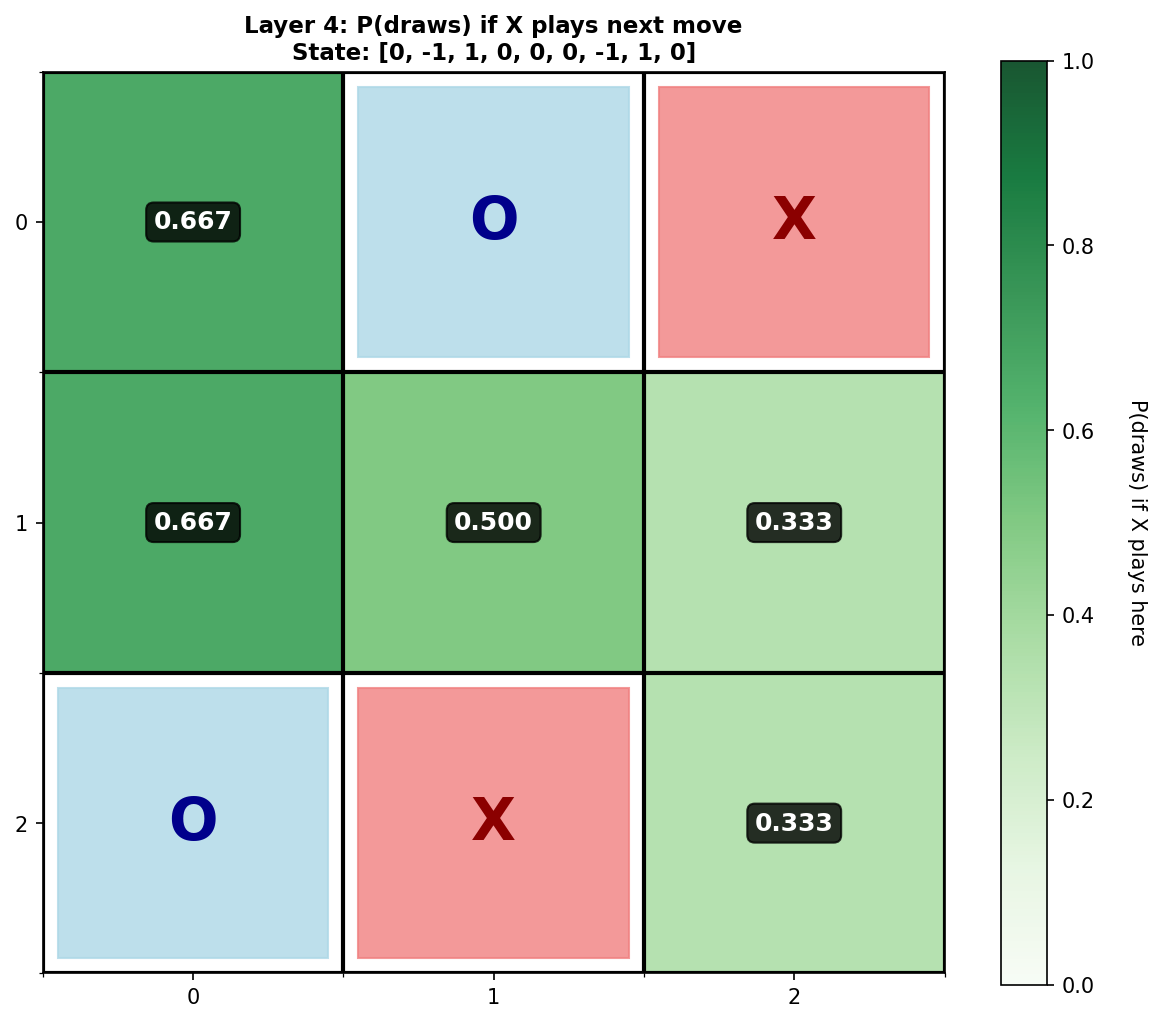 Layer 4: P(draws) if X plays next move
State: [0, -1, 1, 0, 0, 0, -1, 1, 0]
0
0.667
O
X
1
0.667
0.500
0.333
2
O
X
0.333
0
1
2
1.0
0.8
0.6
0.4
0.2
0.0
P(draws) if X plays here